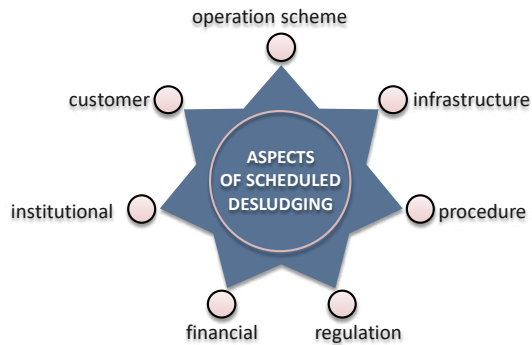 operation scheme
customer
infrastructure
ASPECTS
OF SCHEDULED
DESLUDGING
institutional
procedure
financial
regulation